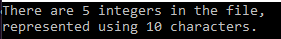 There are 5 integers in the file,
represented using 10 characters.